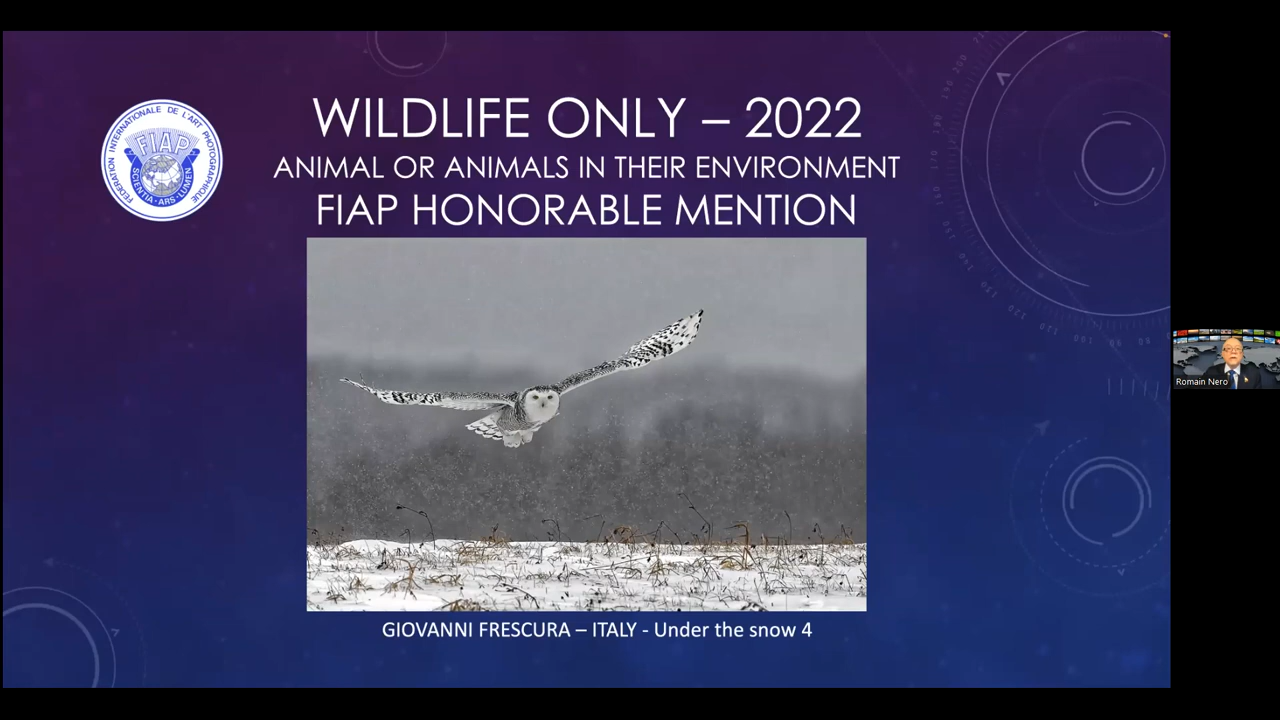 WILDLIFE ONLY – 2022
ANIMAL OR ANIMALS IN THEIR ENVIRONMENT
FIAP HONORABLE MENTION
FÉDÉRATION INTERNATIONALE DE L'ART PHOTOGRAPHIQUE
FIAP
SCIENTIA - ARS - LUMEN
GIOVANNI FRESCURA – ITALY - Under the snow 4
Romain Nero